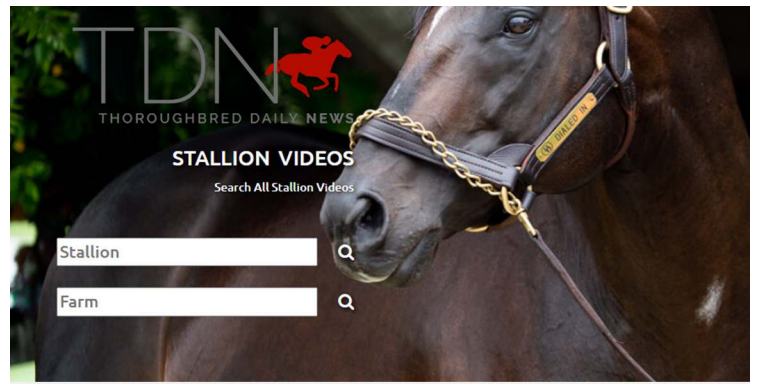 TDN
THOROUGHBRED DAILY NEWS
STALLION VIDEOS
Search All Stallion Videos
Stallion
Farm
DIALED IN